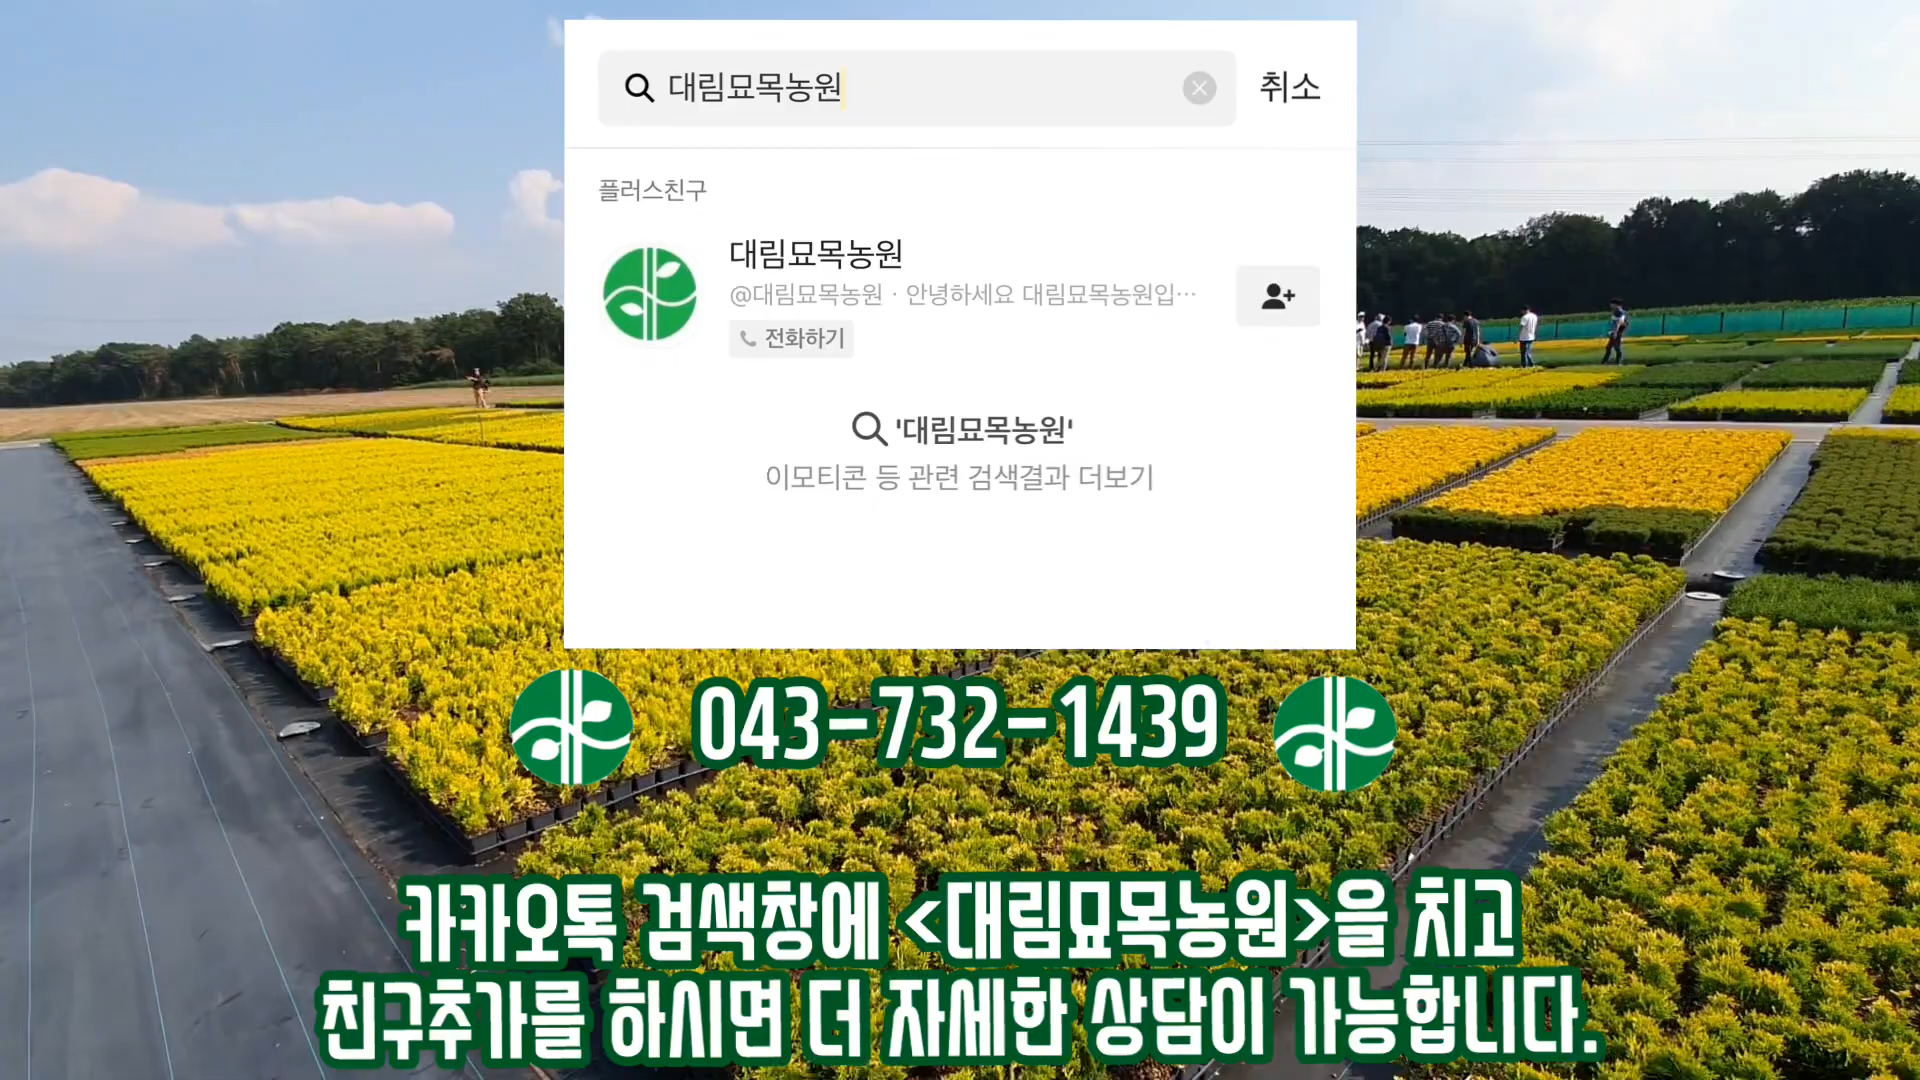 대림묘목농원
취소
플러스친구
대림묘목농원
@대림묘목농원 · 안녕하세요 대림묘목농원입…
전화하기
'대림묘목농원'
이모티콘 등 관련 검색결과 더보기
043-732-1439
카카오톡 검색창에 <대림묘목농원>을 치고
친구추가를 하시면 더 자세한 상담이 가능합니다.